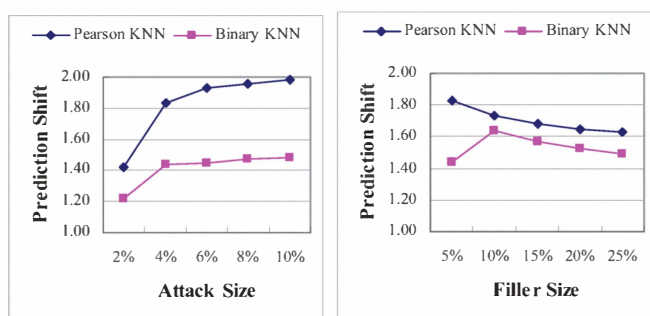 Pearson KNN Binary KNN
2.00
1.80
1.60
1.40
1.20
1.00
Prediction Shift
2% 4% 6% 8% 10%
Attack Size
Pearson KNN Binary KNN
2.00
1.80
1.60
1.40
1.20
1.00
Prediction Shift
5% 10% 15% 20% 25%
Filler Size